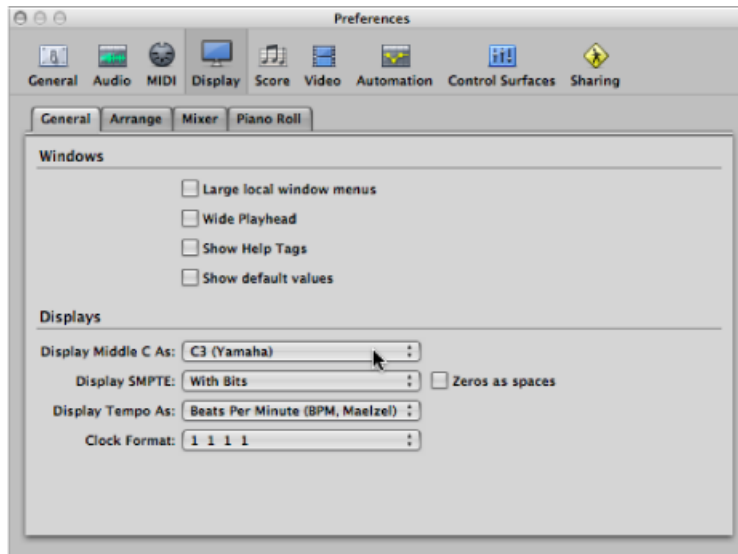 Preferences
General Audio MIDI Display Score Video Automation Control Surfaces Sharing
General Arrange Mixer Piano Roll
Windows
Large local window menus
Wide Playhead
Show Help Tags
Show default values
Displays
Display Middle C As: C3 (Yamaha)
Display SMPTE: With Bits Zeros as spaces
Display Tempo As: Beats Per Minute (BPM, Maelzel)
Clock Format: 1 1 1 1